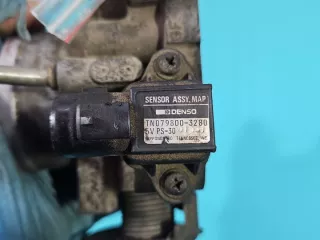 SENSOR ASSY,MAP
DENSO
TN079800-3280
5V PS-30